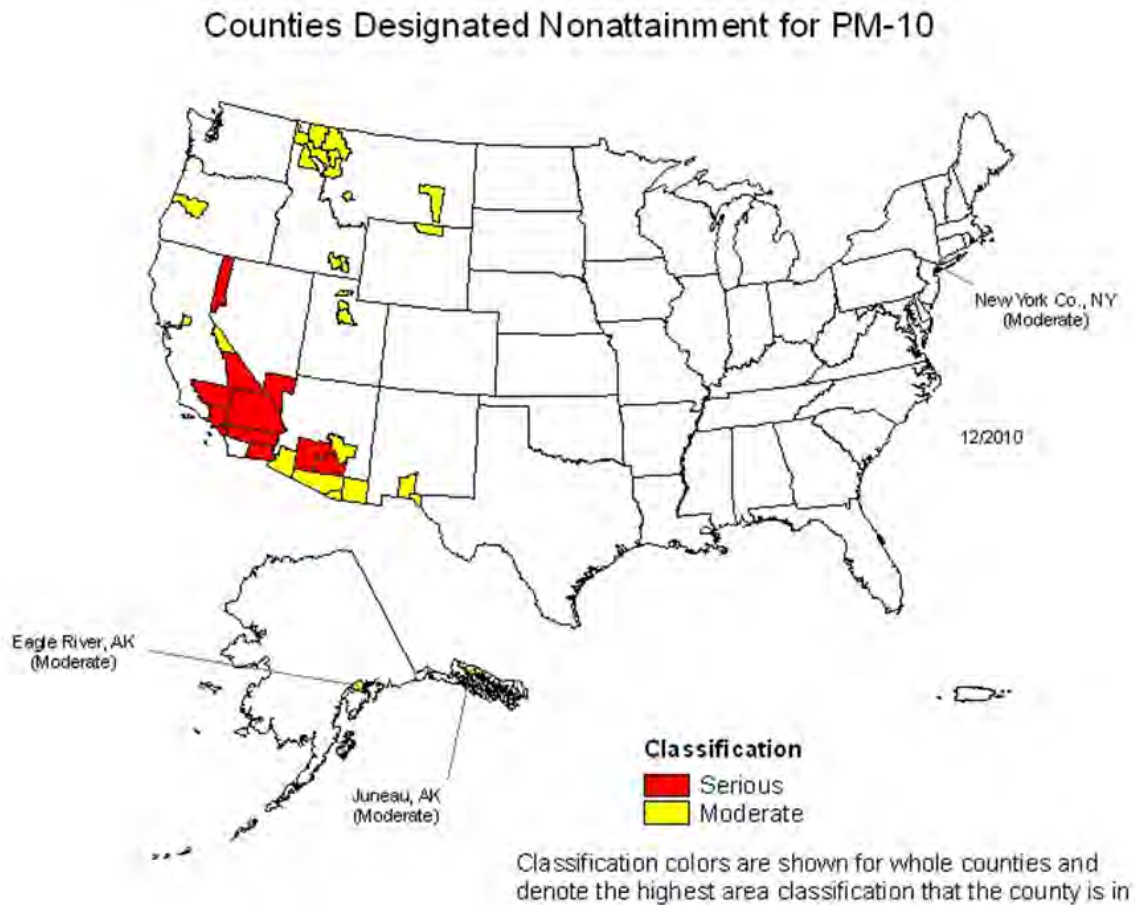 Counties Designated Nonattainment for PM-10
New York Co., NY
(Moderate)
12/2010
Eagle River, AK
(Moderate)
Juneau, AK
(Moderate)
Classification
Serious
Moderate
Classification colors are shown for whole counties and
denote the highest area classification that the county is in